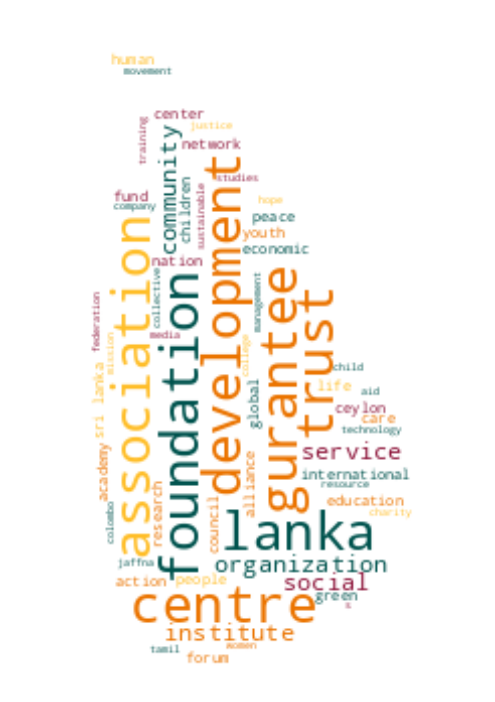 human
movement
center
justice
training
network
community
development
studies
children
sustainable
fund
company
hope
peace
youth
economic
association
nation
foundation
collective
management
gurantee
trust
federation
media
mission
college
child
life
aid
sri lanka
global
ceylon
care
technology
service
academy
alliance
international
resource
research
council
education
charity
colombo
lanka
jaffna
organization
action
people
social
green
s
centre
institute
women
tamil
forum